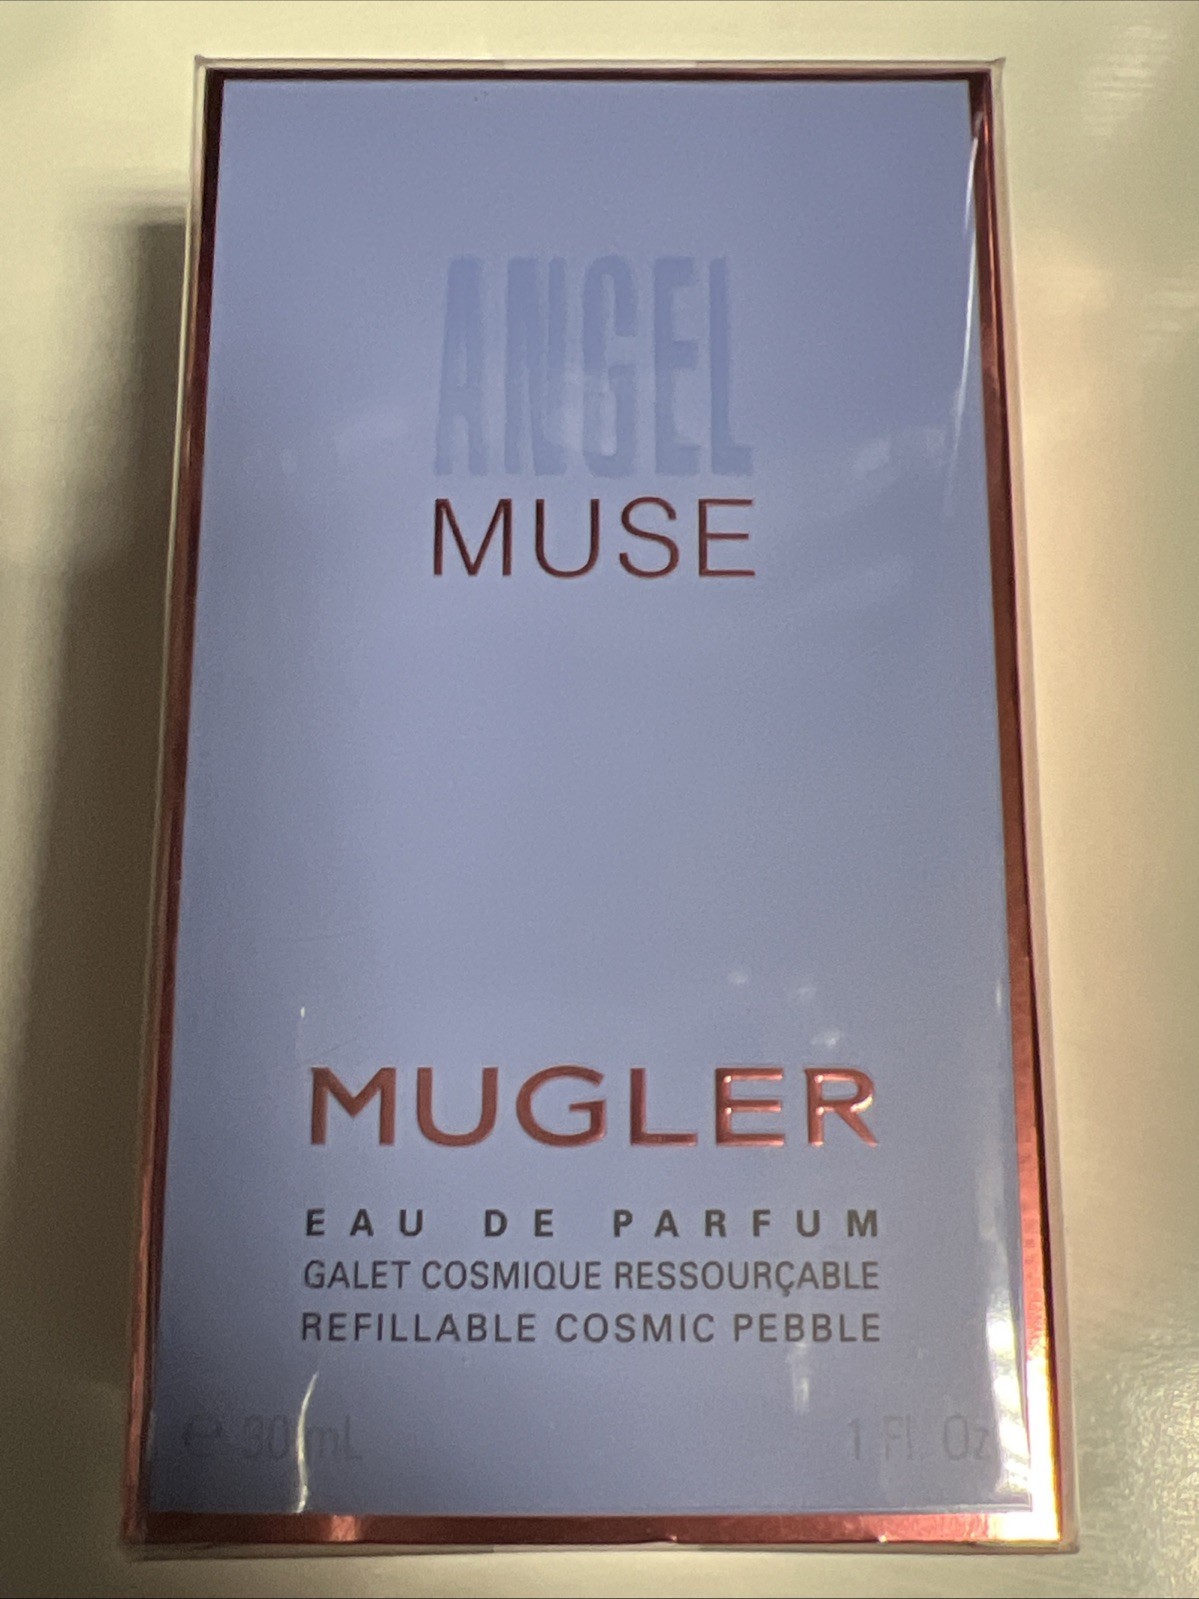 ANGEL
MUSE
MUGLER
EAU DE PARFUM
GALET COSMIQUE RESSOURÇABLE
REFILLABLE COSMIC PEBBLE
e 30 mL 1 Fl. Oz